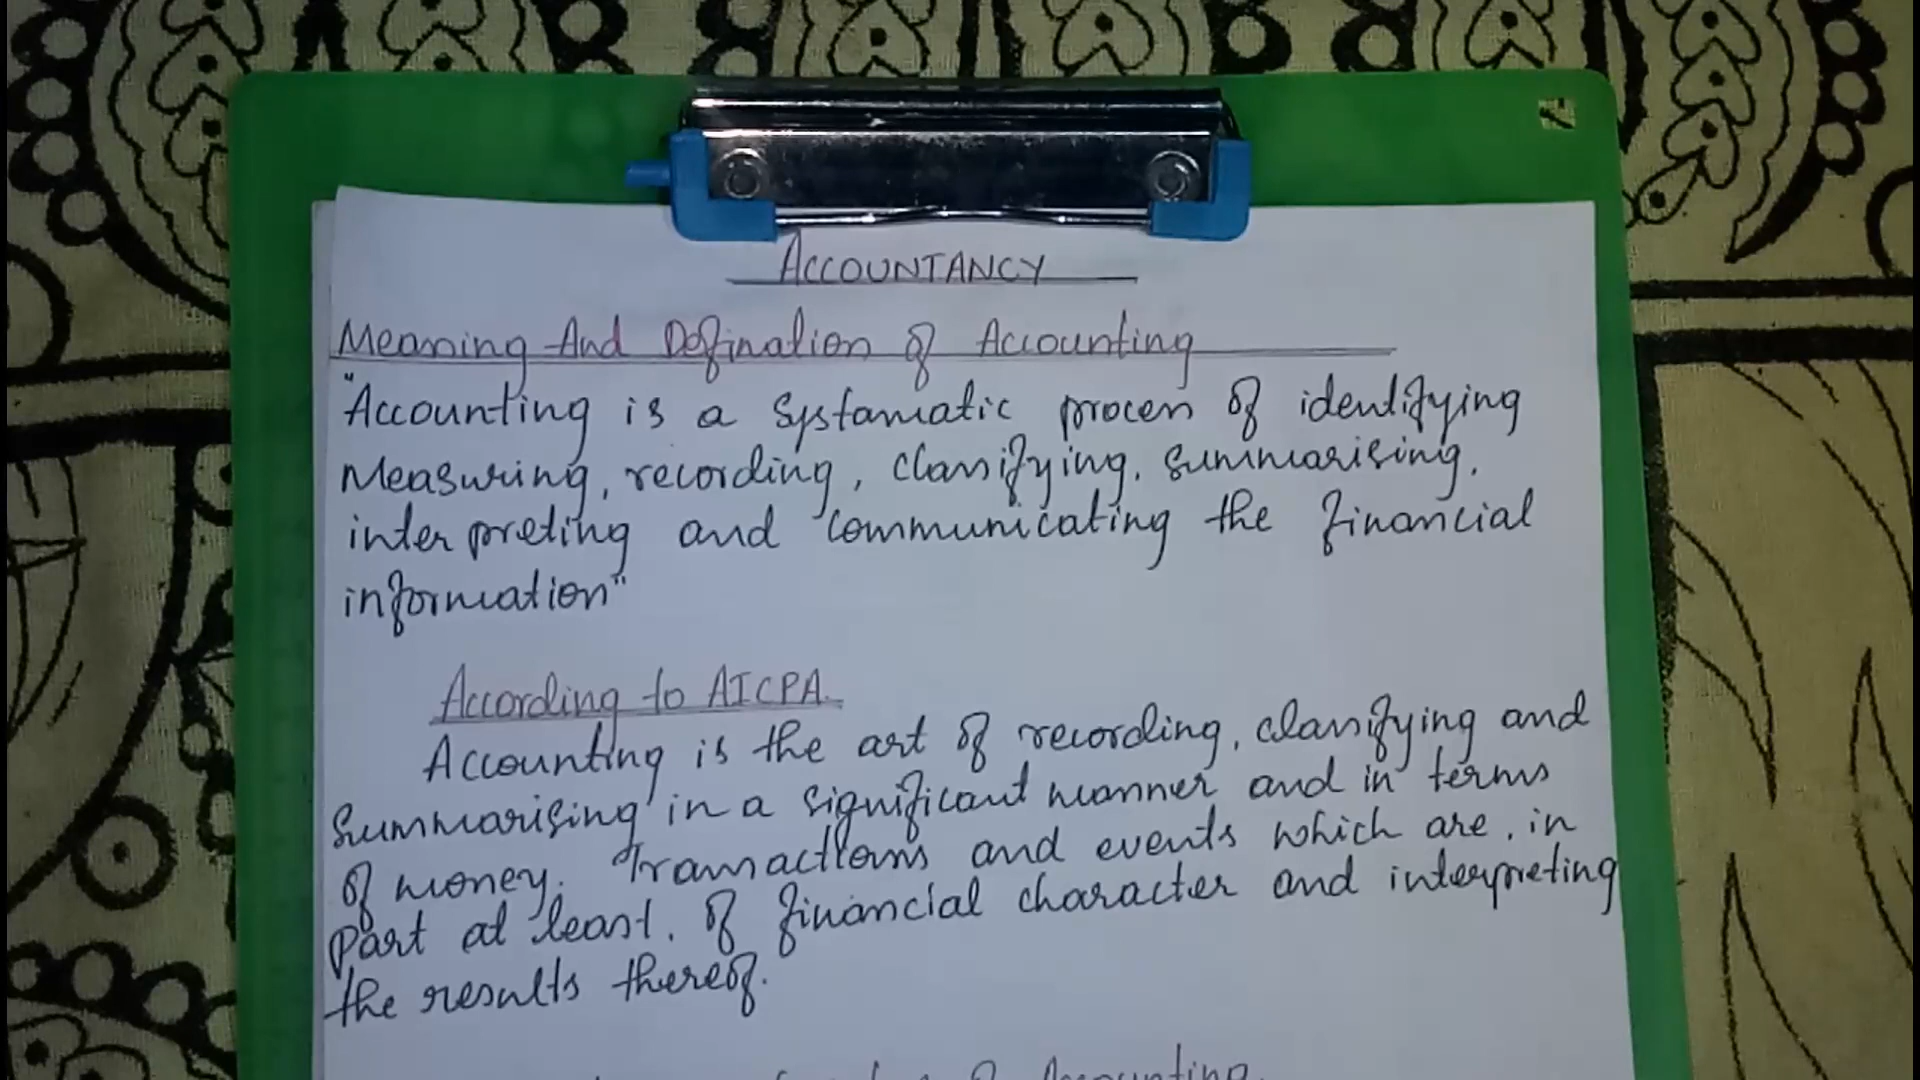 ACCOUNTANCY
Meaning And Defination of Accounting
"Accounting is a Systamatic process of identifying
Measuring, recording, classifying, summarising,
interpreting and communicating the financial
information"
According to AICPA.
Accounting is the art of recording, classifying and
Summarising in a significant manner and in terms
of money. Transactions and events which are, in
Part at least, of financial character and interpreting
the results thereof.
of Accounting